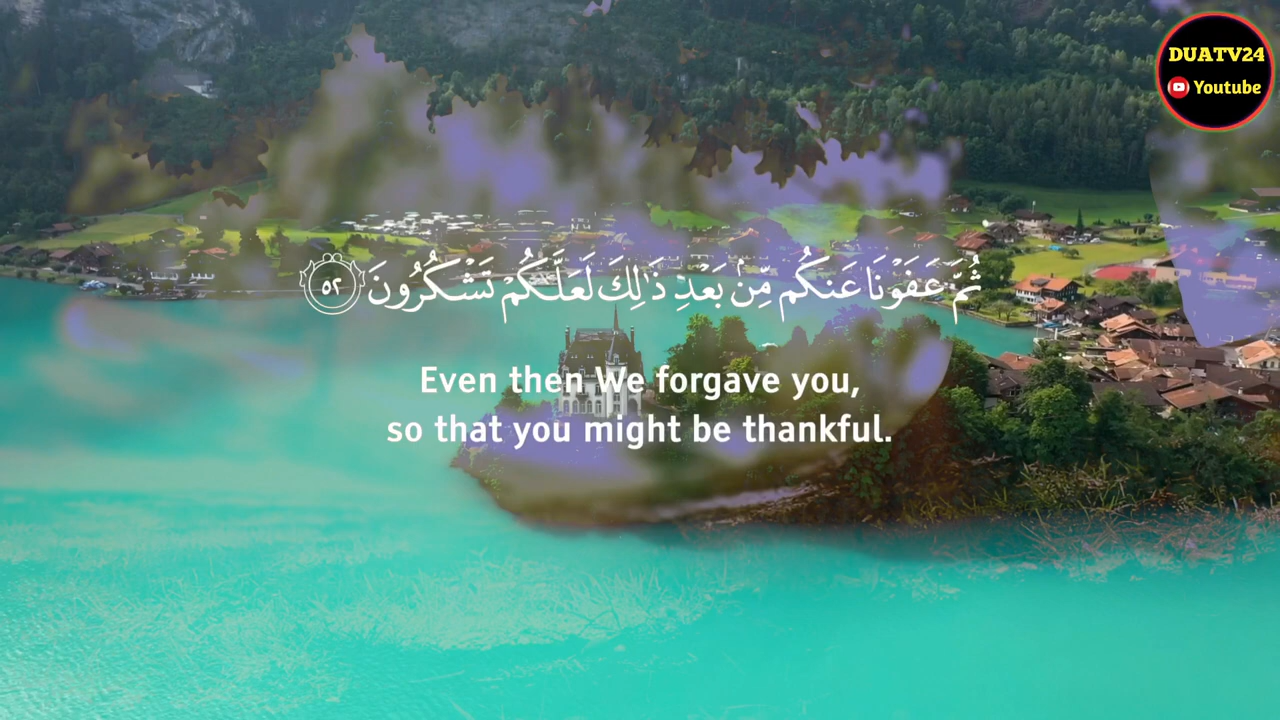 DUATV24
Youtube
ثُمَّ عَفَوْنَا عَنكُم مِّنۢ بَعْدِ ذَٰلِكَ لَعَلَّكُمْ تَشْكُرُونَ ٥٢
Even then We forgave you,
so that you might be thankful.